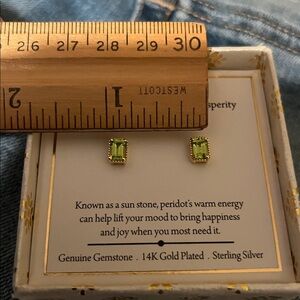 26 27 28 29 30
WESTCOTT
2 1
sperity
Known as a sun stone, peridot's warm energy
can help lift your mood to bring happiness
and joy when you most need it.
Genuine Gemstone . 14K Gold Plated . Sterling Silver